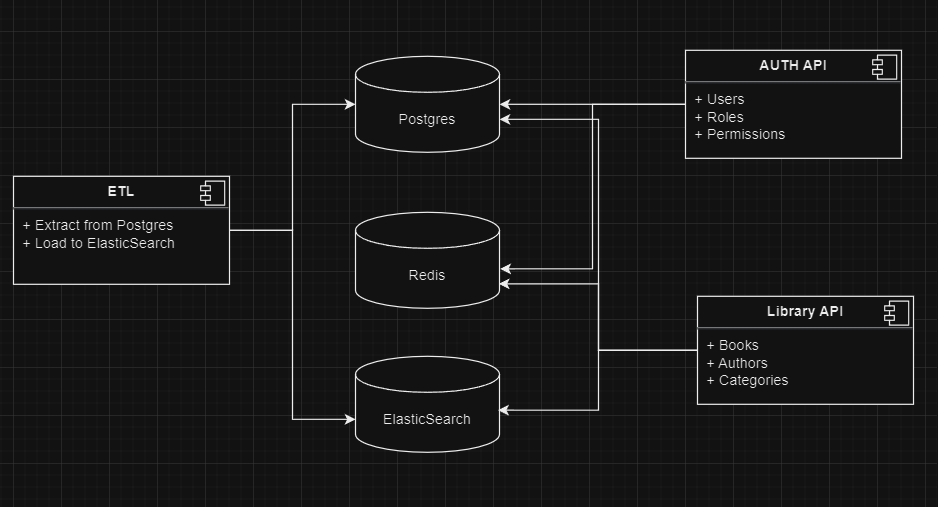 AUTH API
+ Users
+ Roles
+ Permissions
Postgres
ETL
+ Extract from Postgres
+ Load to ElasticSearch
Redis
Library API
+ Books
+ Authors
+ Categories
ElasticSearch